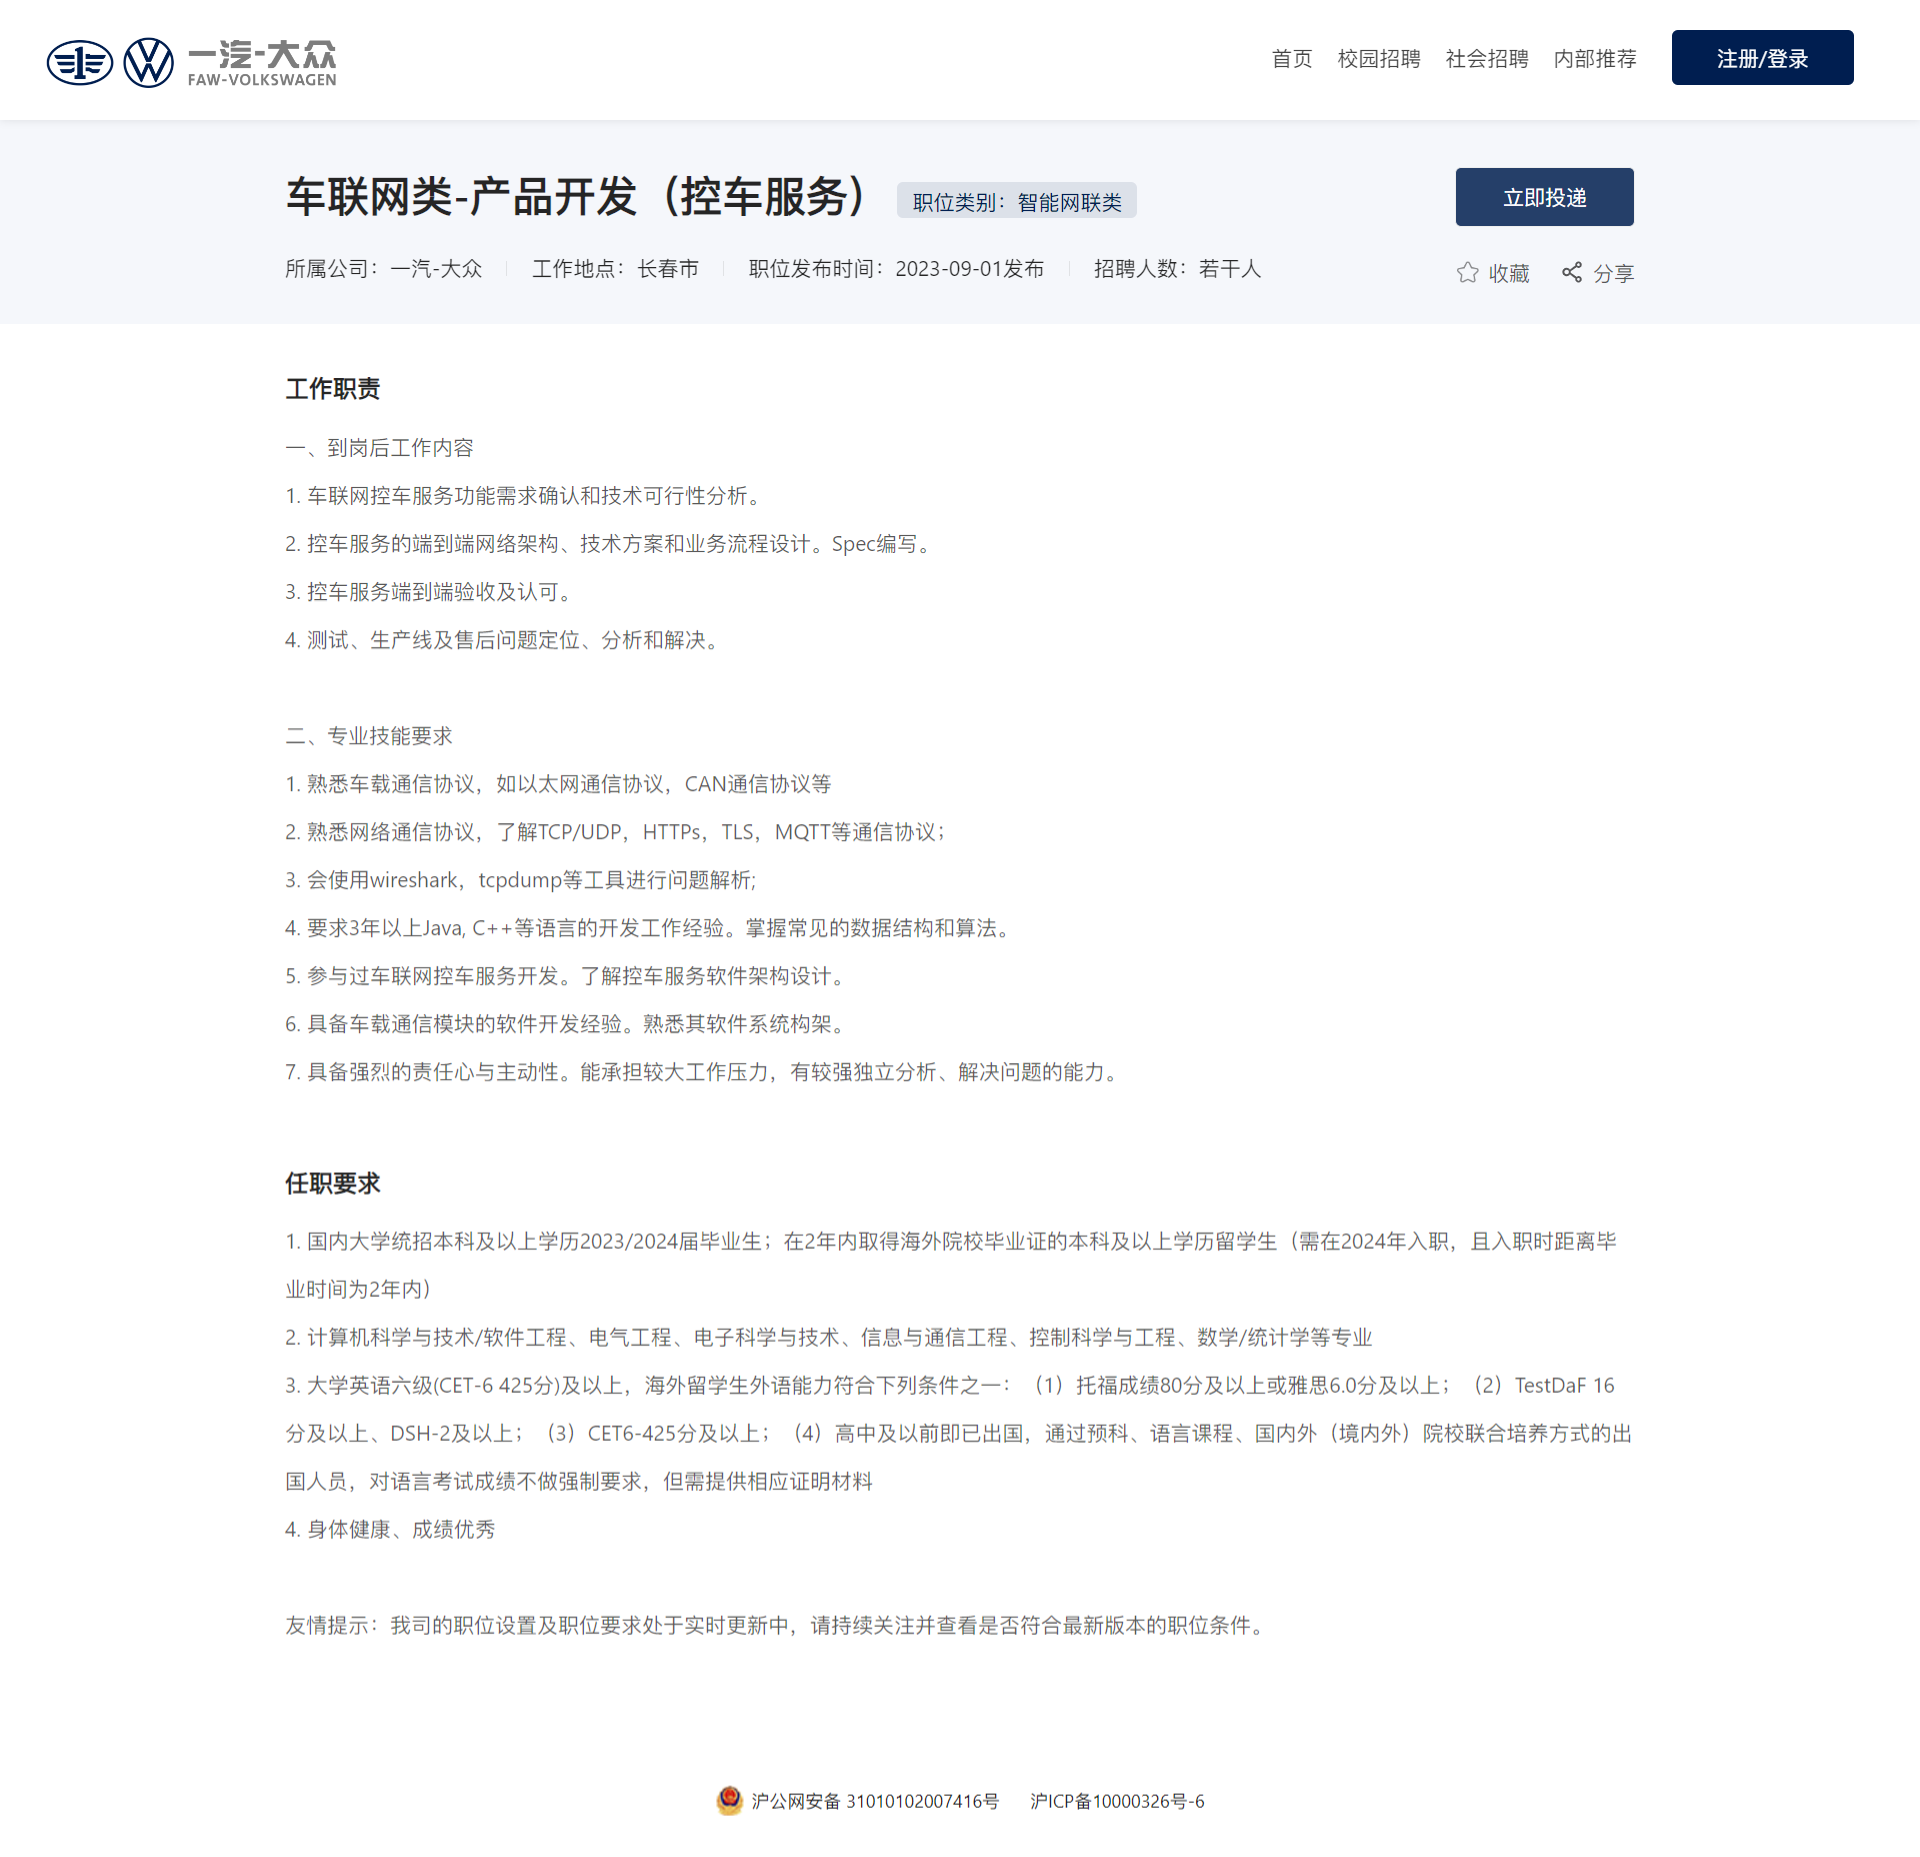 一汽-大众
FAW-VOLKSWAGEN
首页 校园招聘 社会招聘 内部推荐 注册/登录
车联网类-产品开发（控车服务） 职位类别：智能网联类
立即投递
所属公司：一汽-大众 工作地点：长春市 职位发布时间：2023-09-01发布 招聘人数：若干人
收藏 分享
工作职责
一、到岗后工作内容
1. 车联网控车服务功能需求确认和技术可行性分析。
2. 控车服务的端到端网络架构、技术方案和业务流程设计。Spec编写。
3. 控车服务端到端验收及认可。
4. 测试、生产线及售后问题定位、分析和解决。
二、专业技能要求
1. 熟悉车载通信协议，如以太网通信协议，CAN通信协议等
2. 熟悉网络通信协议，了解TCP/UDP，HTTPs，TLS，MQTT等通信协议；
3. 会使用wireshark，tcpdump等工具进行问题解析;
4. 要求3年以上Java, C++等语言的开发工作经验。掌握常见的数据结构和算法。
5. 参与过车联网控车服务开发。了解控车服务软件架构设计。
6. 具备车载通信模块的软件开发经验。熟悉其软件系统构架。
7. 具备强烈的责任心与主动性。能承担较大工作压力，有较强独立分析、解决问题的能力。
任职要求
1. 国内大学统招本科及以上学历2023/2024届毕业生；在2年内取得海外院校毕业证的本科及以上学历留学生（需在2024年入职，且入职时距离毕
业时间为2年内）
2. 计算机科学与技术/软件工程、电气工程、电子科学与技术、信息与通信工程、控制科学与工程、数学/统计学等专业
3. 大学英语六级(CET-6 425分)及以上，海外留学生外语能力符合下列条件之一：（1）托福成绩80分及以上或雅思6.0分及以上；（2）TestDaF 16
分及以上、DSH-2及以上；（3）CET6-425分及以上；（4）高中及以前即已出国，通过预科、语言课程、国内外（境内外）院校联合培养方式的出
国人员，对语言考试成绩不做强制要求，但需提供相应证明材料
4. 身体健康、成绩优秀
友情提示：我司的职位设置及职位要求处于实时更新中，请持续关注并查看是否符合最新版本的职位条件。
沪公网安备 31010102007416号 沪ICP备10000326号-6